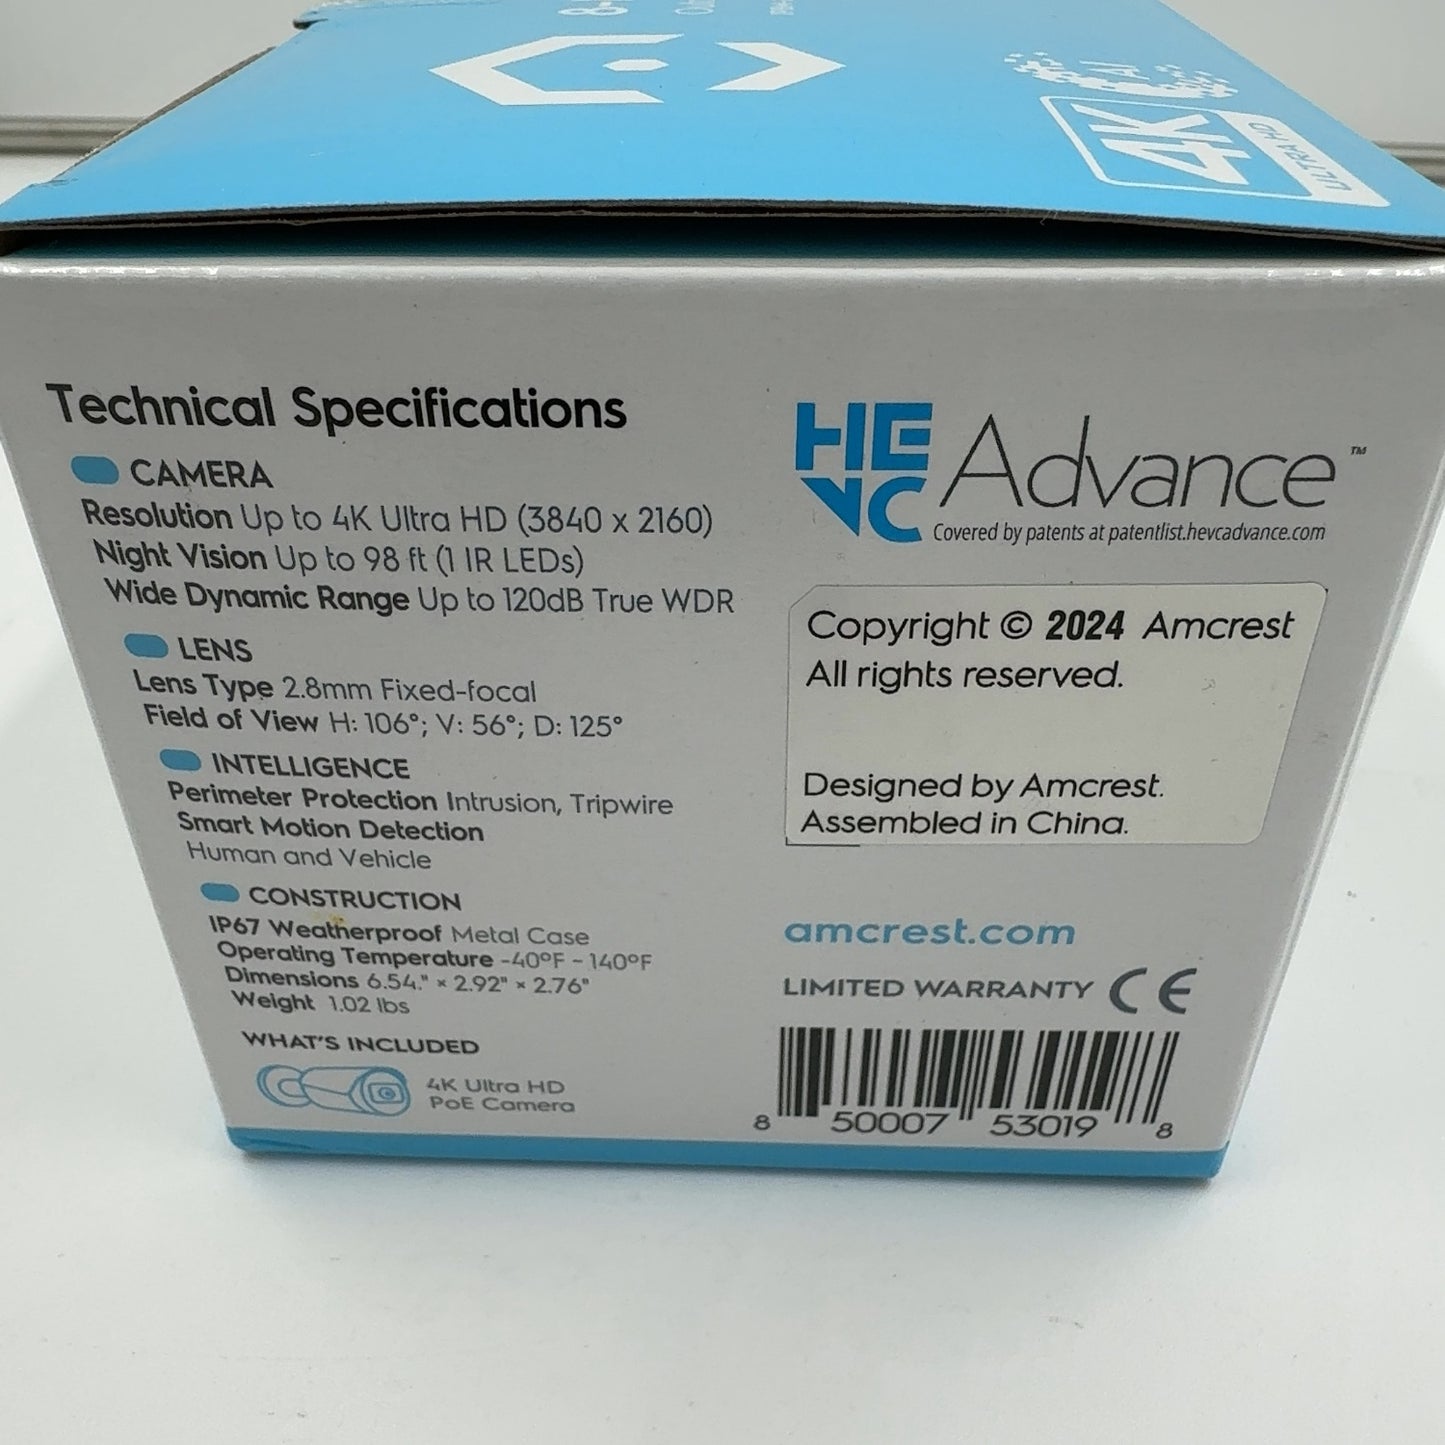 AI
4K
ULTRA HD
Technical Specifications
CAMERA
Resolution Up to 4K Ultra HD (3840 x 2160)
Night Vision Up to 98 ft (1 IR LEDs)
Wide Dynamic Range Up to 120dB True WDR
LENS
Lens Type 2.8mm Fixed-focal
Field of View H: 106°; V: 56°; D: 125°
INTELLIGENCE
Perimeter Protection Intrusion, Tripwire
Smart Motion Detection
Human and Vehicle
CONSTRUCTION
IP67 Weatherproof Metal Case
Operating Temperature -40°F ~ 140°F
Dimensions 6.54." × 2.92" × 2.76"
Weight 1.02 lbs
WHAT'S INCLUDED
4K Ultra HD
PoE Camera
HEVC Advance™
Covered by patents at patentlist.hevcadvance.com
Copyright © 2024 Amcrest
All rights reserved.
Designed by Amcrest.
Assembled in China.
amcrest.com
LIMITED WARRANTY CE
8 50007 53019 8